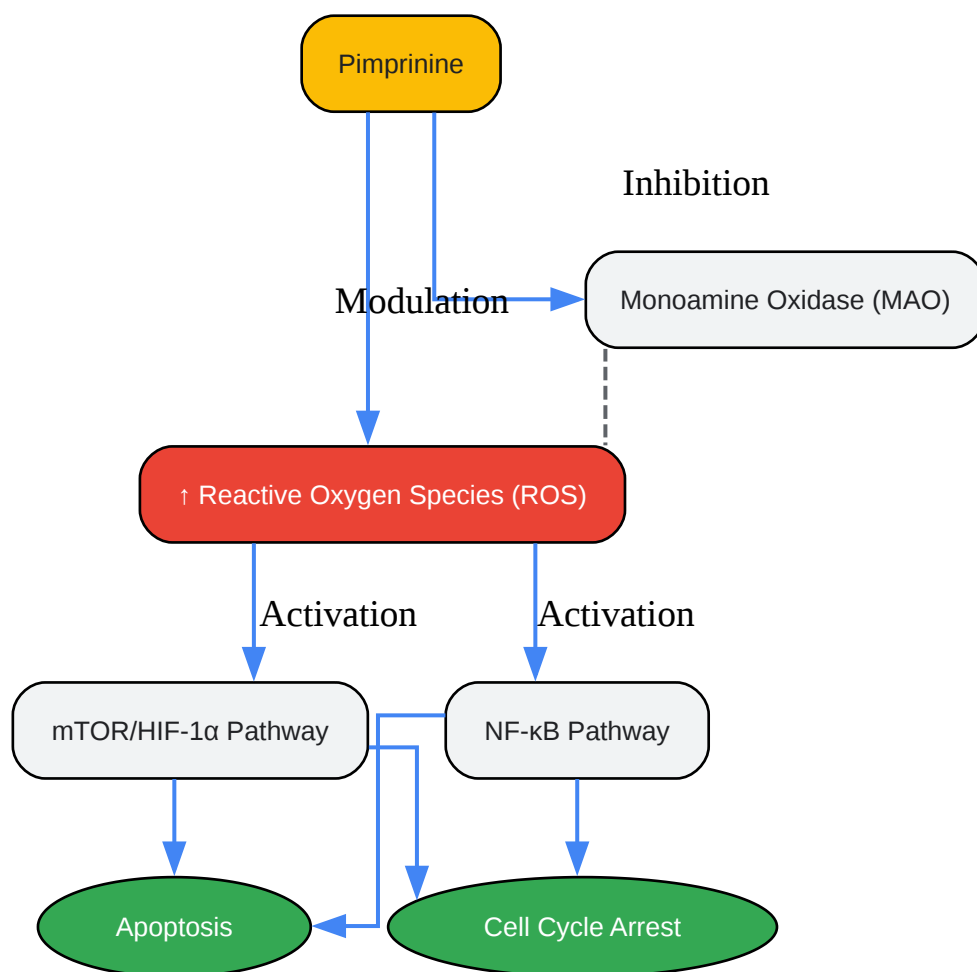 Pimprinine
Inhibition
Modulation
Monoamine Oxidase (MAO)
↑ Reactive Oxygen Species (ROS)
Activation
Activation
mTOR/HIF-1α Pathway
NF-κB Pathway
Apoptosis
Cell Cycle Arrest